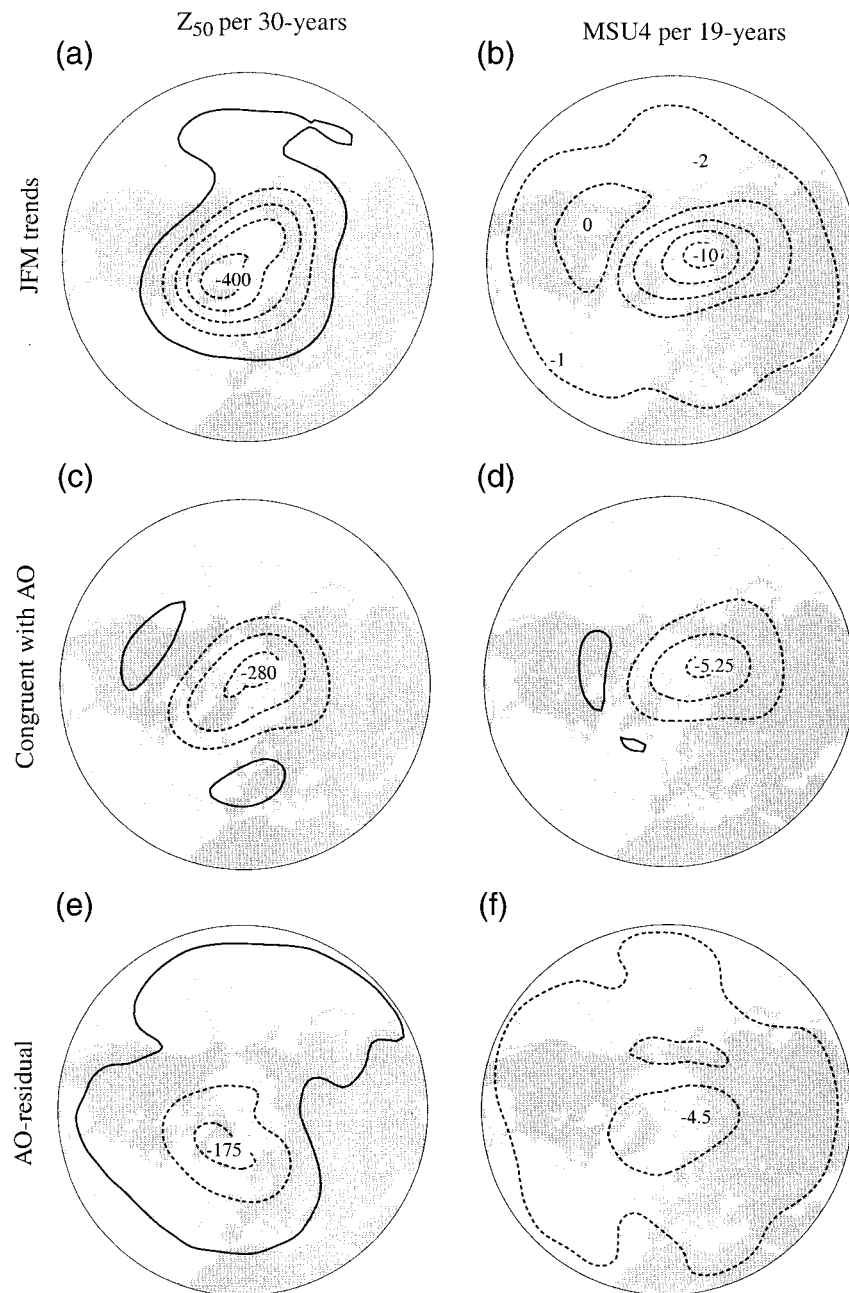 Z50 per 30-years
MSU4 per 19-years
(a)
(b)
JFM trends
-400
-2
0
-10
-1
(c)
(d)
Congruent with AO
-280
-5.25
(e)
(f)
AO-residual
-175
-4.5